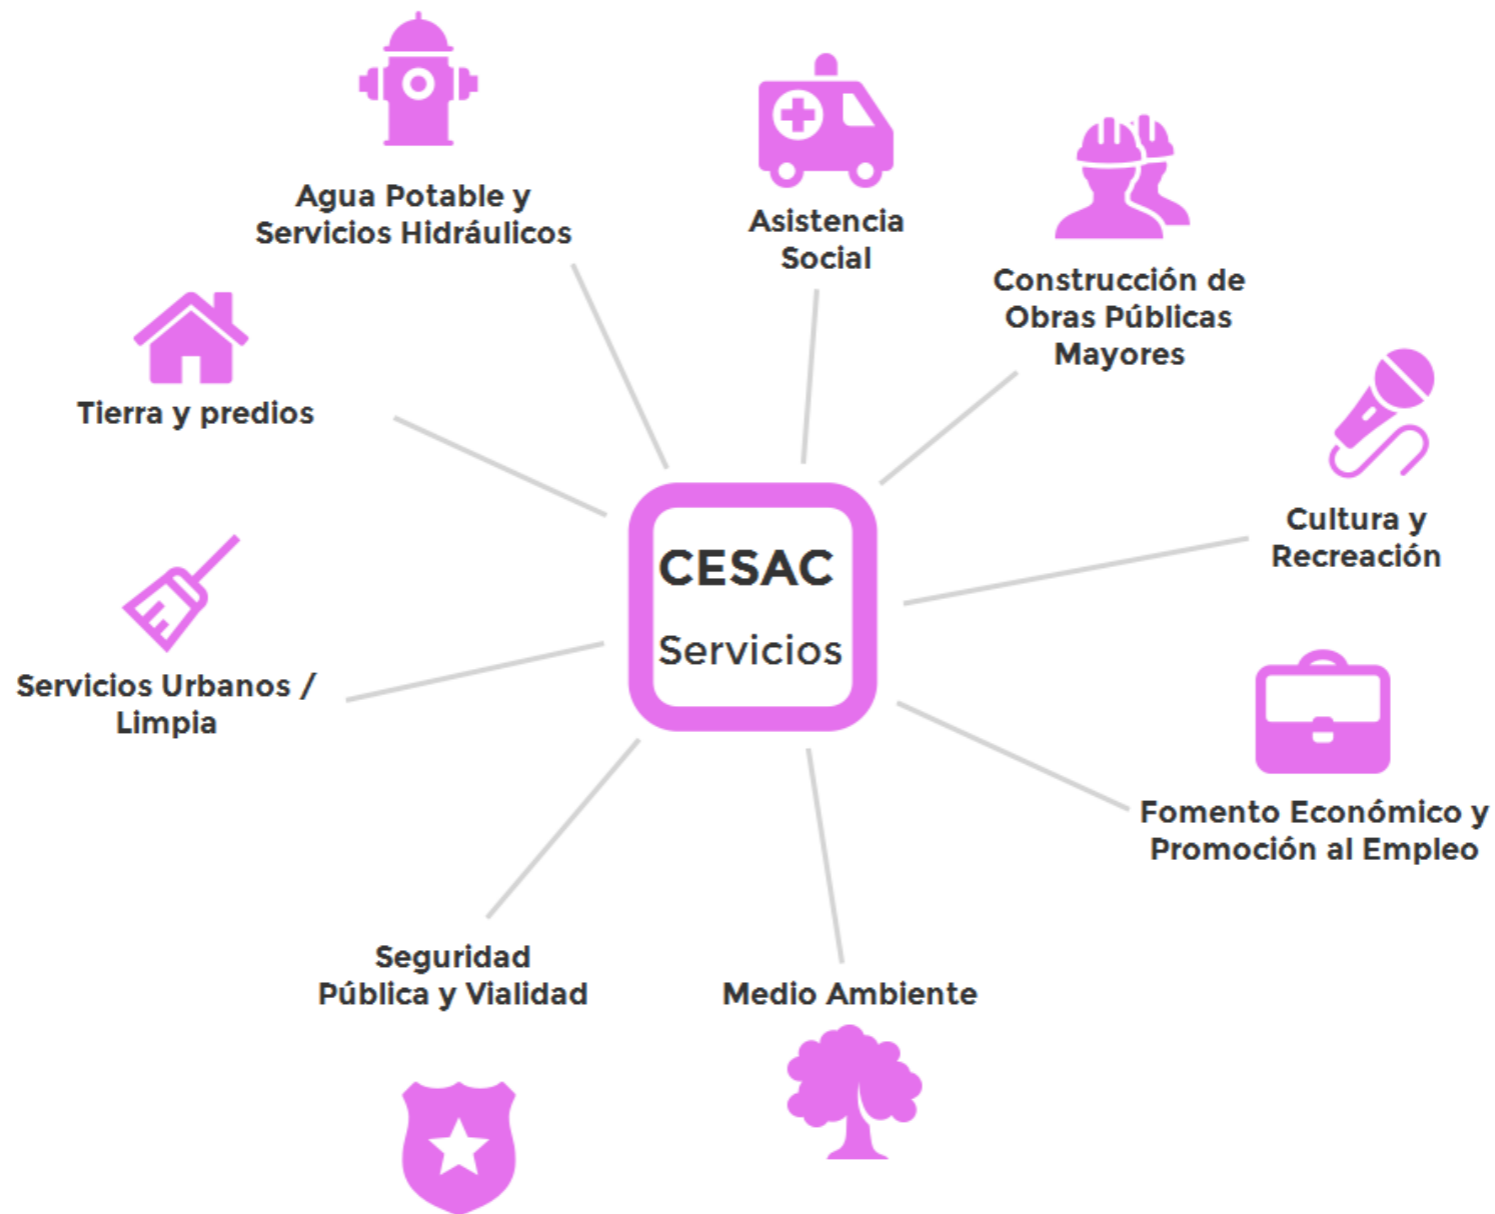 Agua Potable y
Servicios Hidráulicos
Asistencia
Social
Construcción de
Obras Públicas
Mayores
Tierra y predios
Cultura y
Recreación
CESAC
Servicios
Servicios Urbanos /
Limpia
Fomento Económico y
Promoción al Empleo
Seguridad
Pública y Vialidad
Medio Ambiente